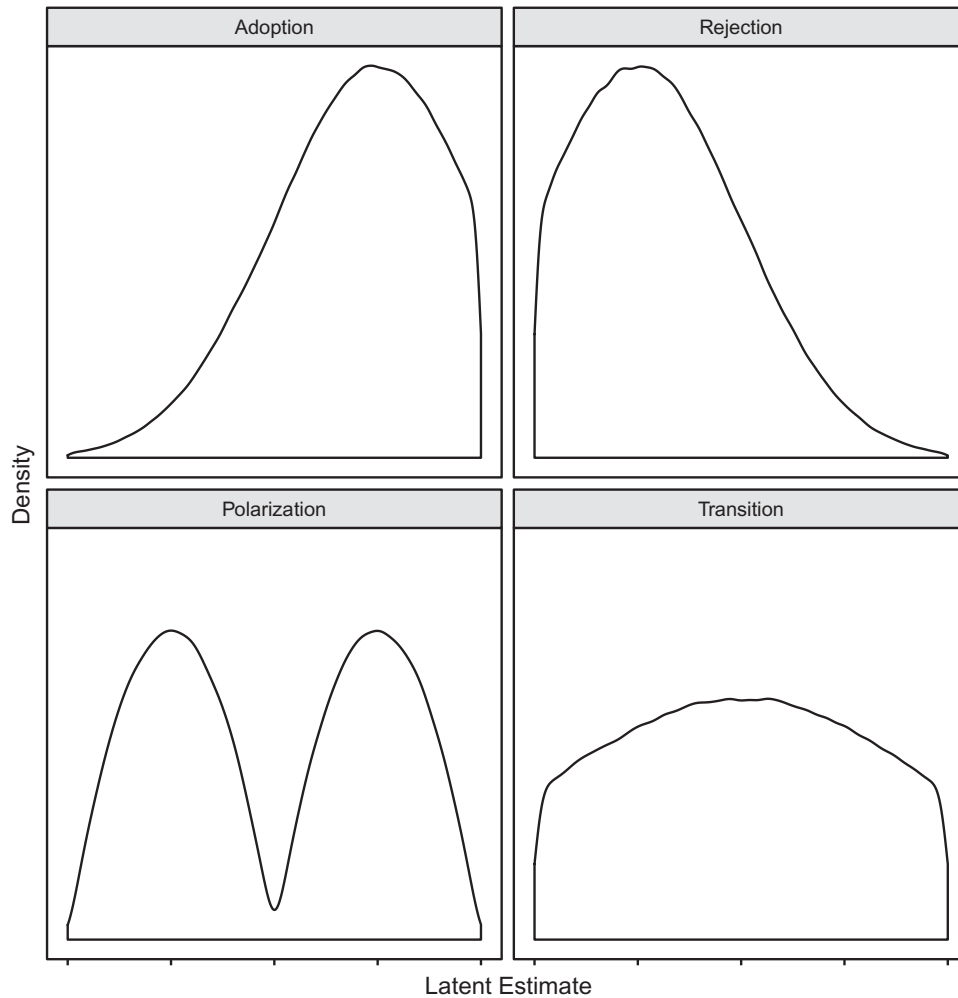 Adoption
Rejection
Density
Polarization
Transition
Latent Estimate